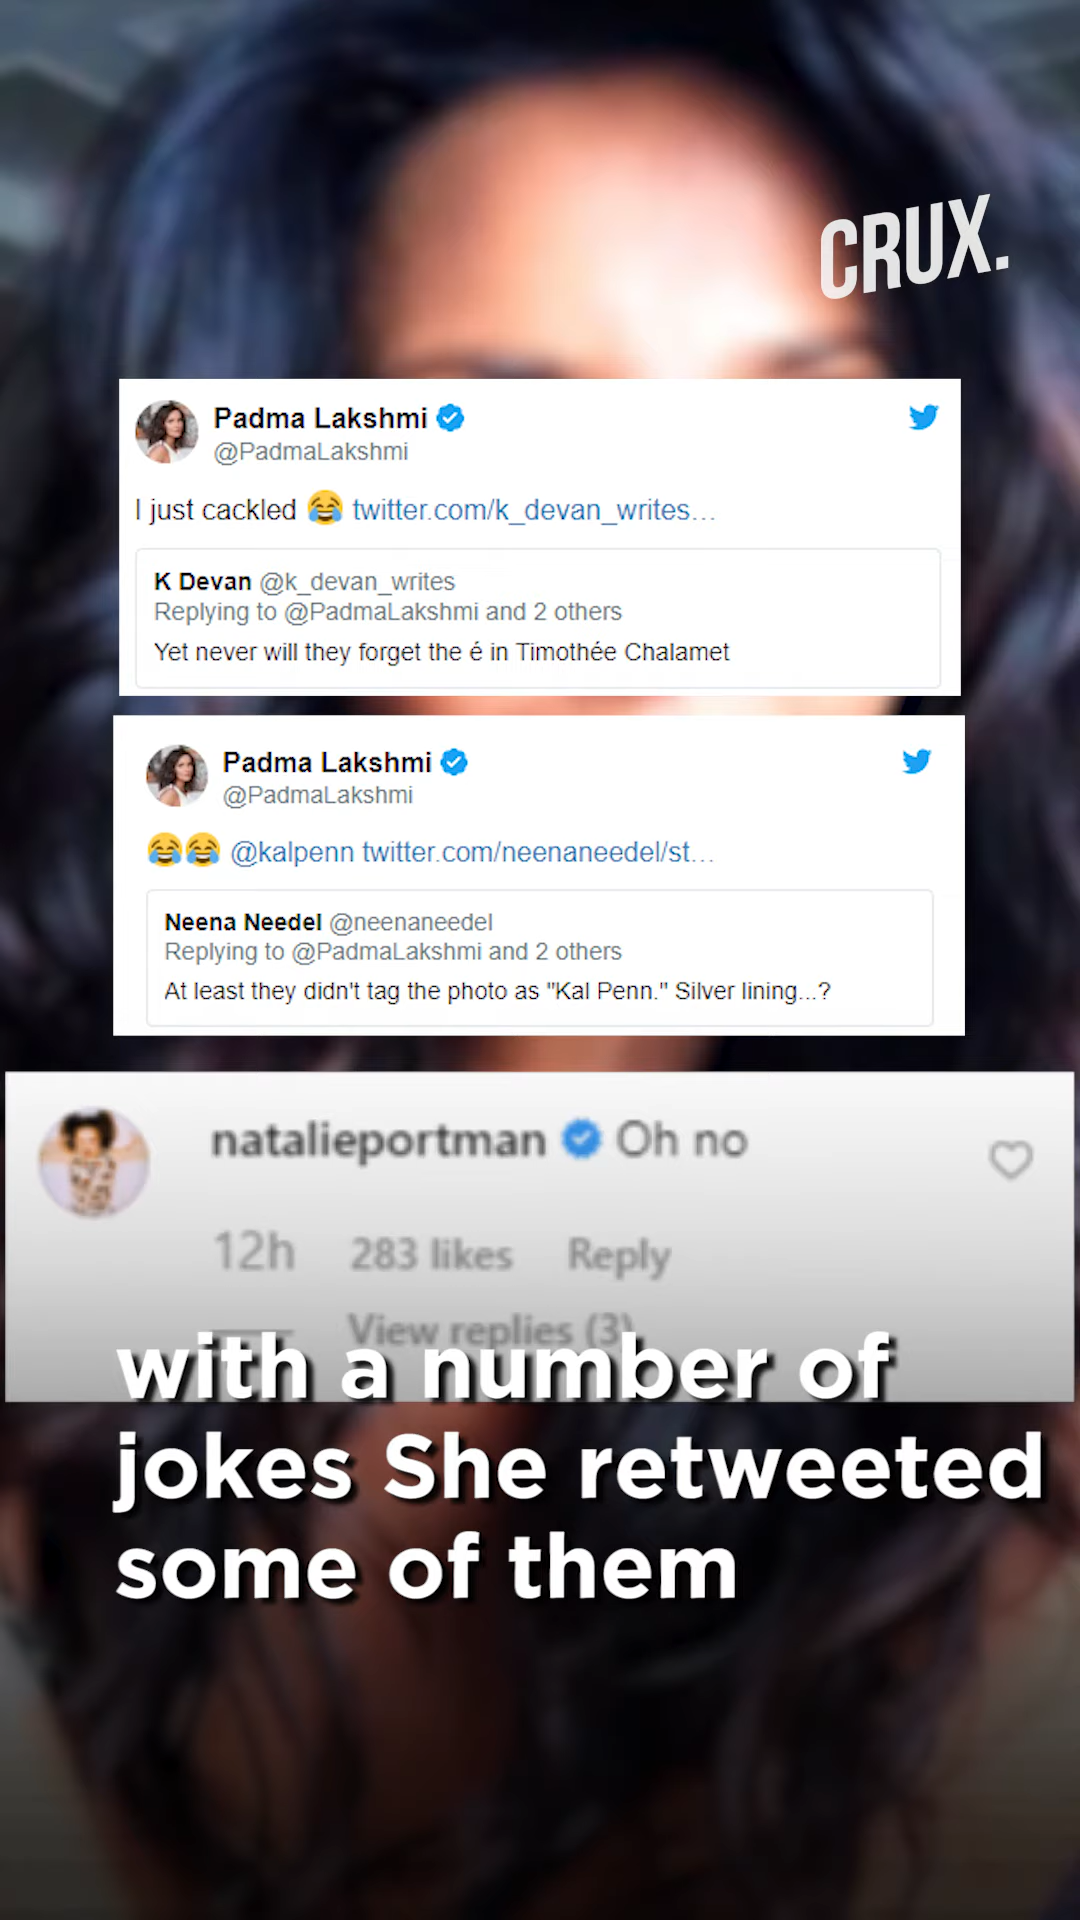 CRUX.
Padma Lakshmi
@PadmaLakshmi
I just cackled 😂 twitter.com/k_devan_writes…
K Devan @k_devan_writes
Replying to @PadmaLakshmi and 2 others
Yet never will they forget the é in Timothée Chalamet
Padma Lakshmi
@PadmaLakshmi
😂😂 @kalpenn twitter.com/neenaneedel/st…
Neena Needel @neenaneedel
Replying to @PadmaLakshmi and 2 others
At least they didn't tag the photo as "Kal Penn." Silver lining...?
natalieportman Oh no
12h 283 likes Reply
View replies (3)
with a number of
jokes She retweeted
some of them